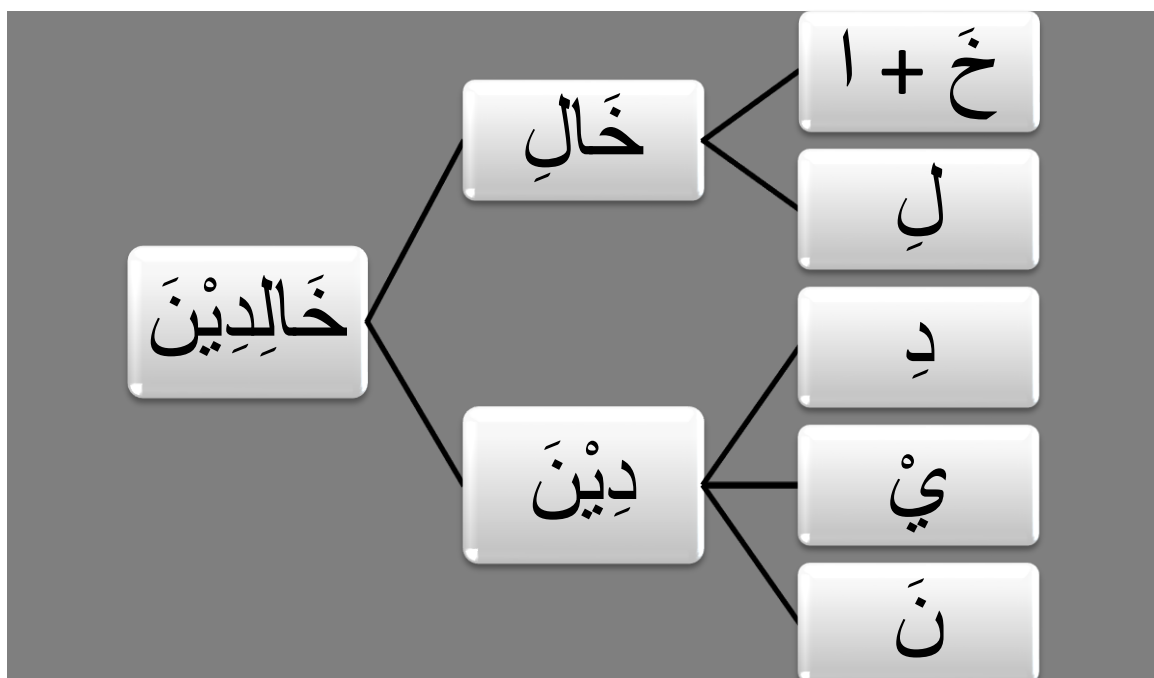 خَالِدِيْنَ
خَالِ
دِيْنَ
خَ + ا
لِ
دِ
يْ
نَ